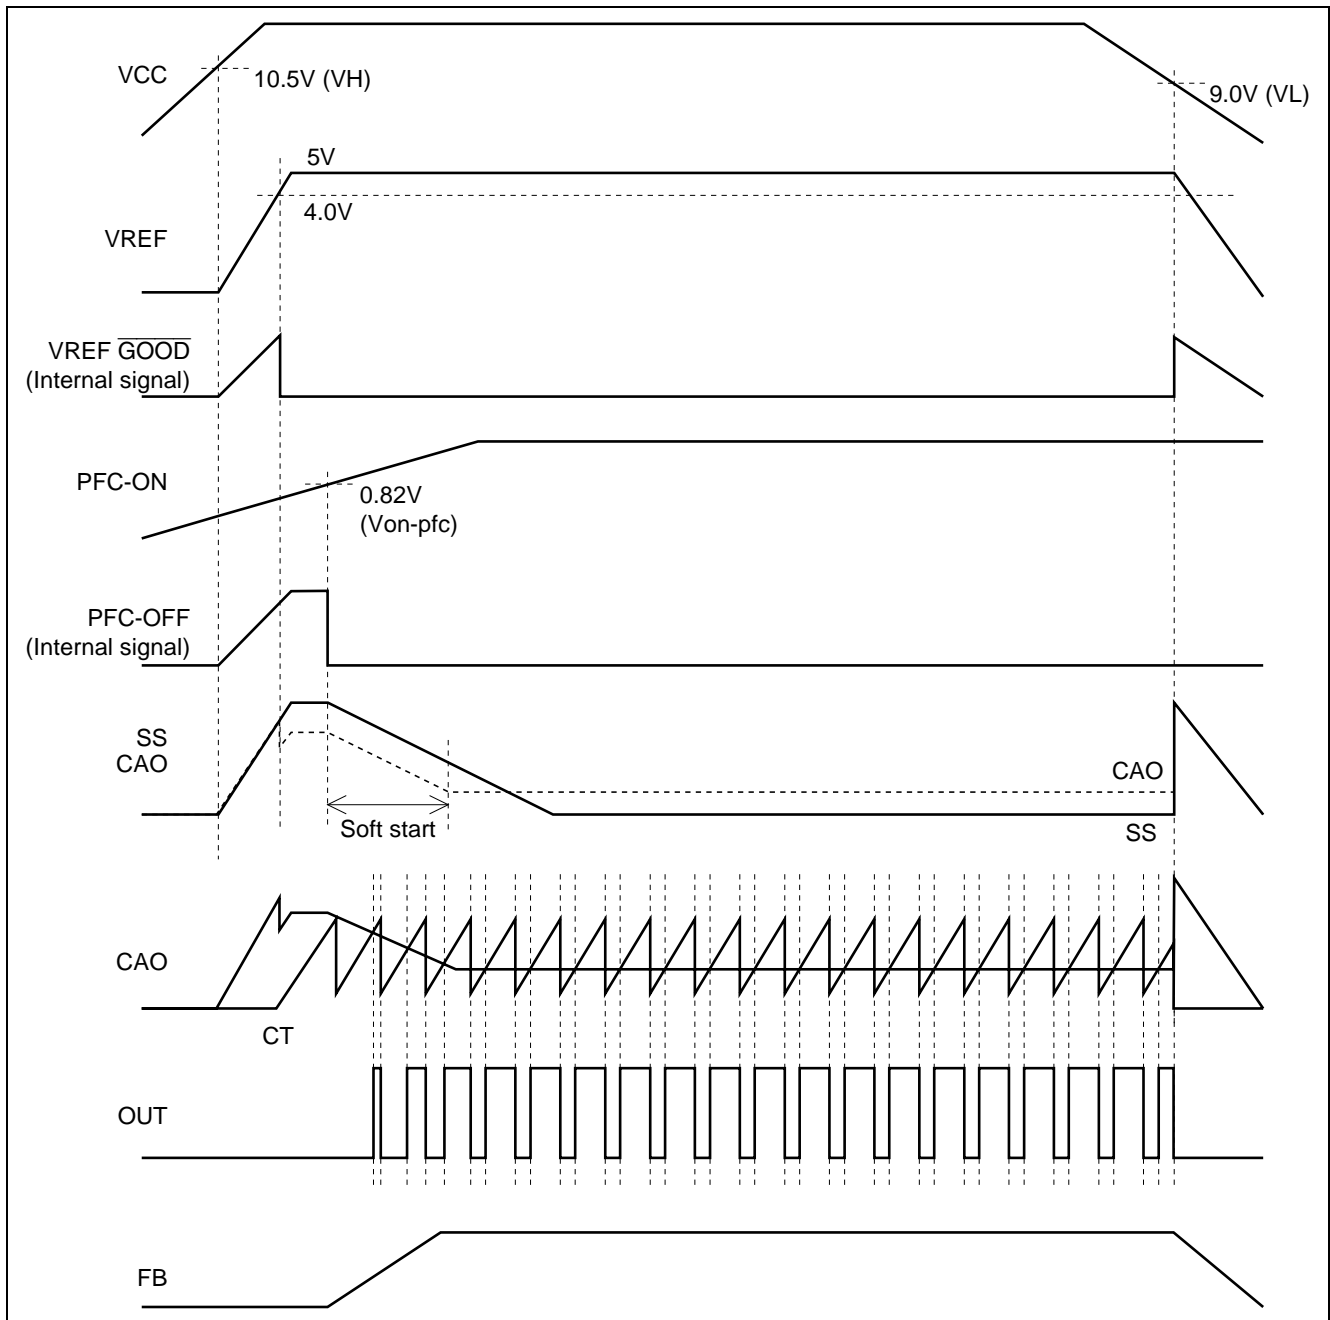 VCC
10.5V (VH)
9.0V (VL)
5V
4.0V
VREF
VREF GOOD
(Internal signal)
PFC-ON
0.82V
(Von-pfc)
PFC-OFF
(Internal signal)
SS
CAO
CAO
Soft start
SS
CAO
CT
OUT
FB